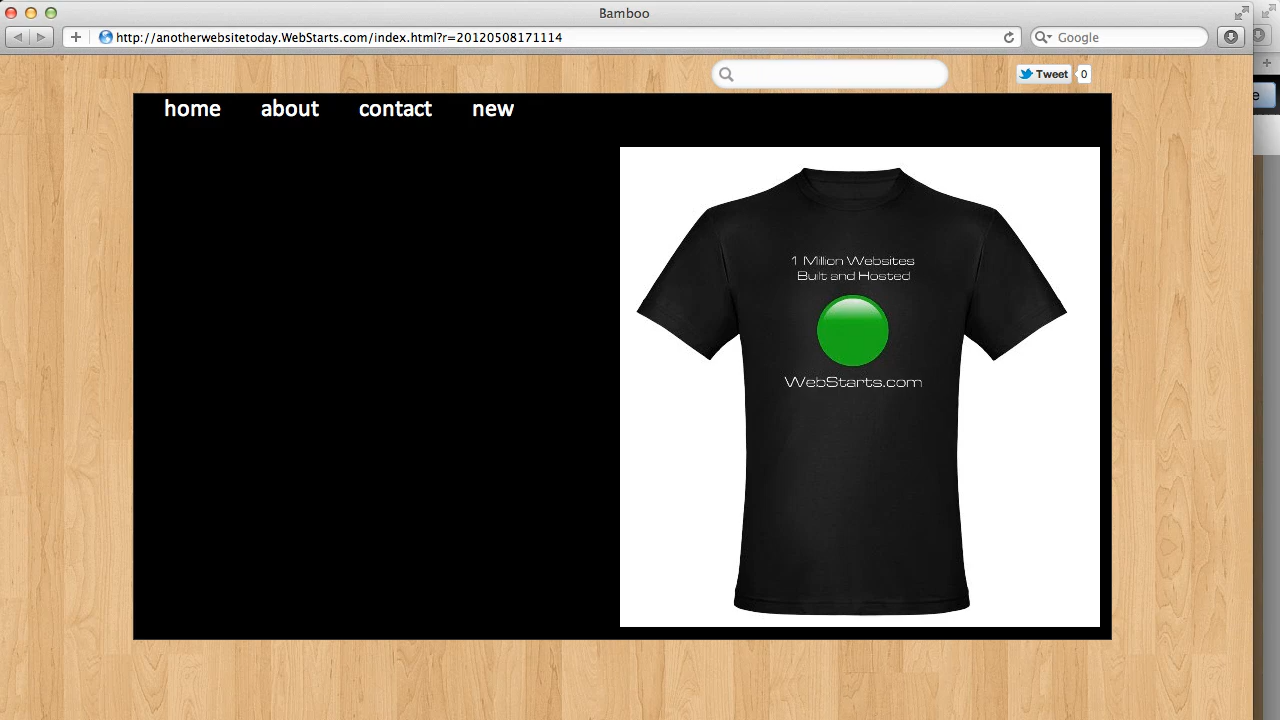 Bamboo
http://anotherwebsitetoday.WebStarts.com/index.html?r=20120508171114
Google
Tweet
0
home
about
contact
new
1 Million Websites
Built and Hosted
WebStarts.com